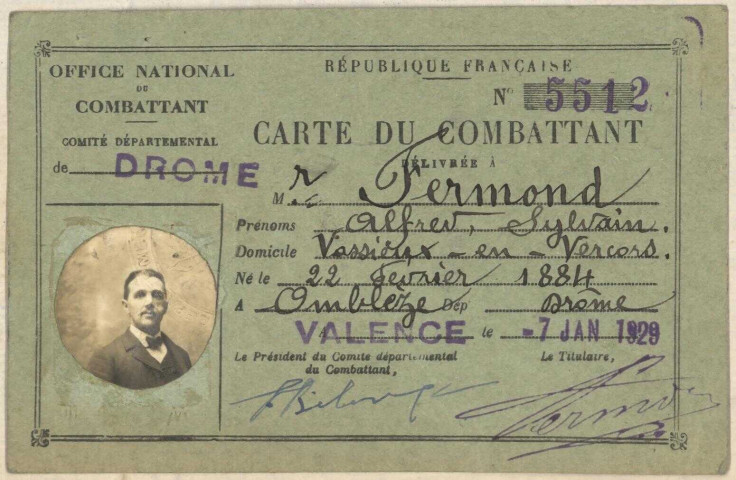 OFFICE NATIONAL
DU
COMBATTANT
COMITÉ DÉPARTEMENTAL
de DROME
RÉPUBLIQUE FRANÇAISE
N° 5512
CARTE DU COMBATTANT
DÉLIVRÉE À
M r Fermond
Prénoms Alfred, Sylvain.
Domicile Vassieux-en-Vercors.
Né le 22 Février 1884
A Omblèze Dép Drôme
A VALENCE le -7 JAN 1929
Le Président du Comité départemental
du Combattant,
Le Titulaire,
Fermond